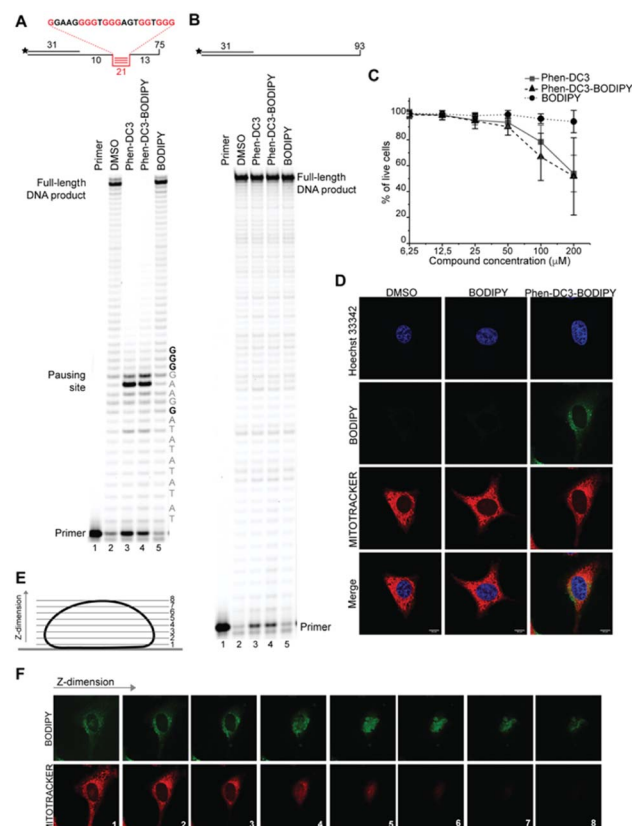 A
GGAAGGGGTGGGAGTGGTGGG
31
75
10
13
21
Primer
DMSO
Phen-DC3
Phen-DC3-BODIPY
BODIPY
Full-length
DNA product
Pausing
site
Primer
G
G
G
G
A
A
G
G
A
T
A
T
A
T
A
T
AT
1 2 3 4 5
B
31
93
Primer
DMSO
Phen-DC3
Phen-DC3-BODIPY
BODIPY
Full-length
DNA product
Primer
1 2 3 4 5
C
Phen-DC3
Phen-DC3-BODIPY
BODIPY
% of live cells
100
80
60
40
20
0
6,25 12,5 25 50 100 200
Compound concentration (μM)
D
DMSO BODIPY Phen-DC3-BODIPY
Hoechst 33342
BODIPY
MITOTRACKER
Merge
E
Z-dimension
8
7
6
5
4
3
2
1
F
Z-dimension
BODIPY
MITOTRACKER
1 2 3 4 5 6 7 8